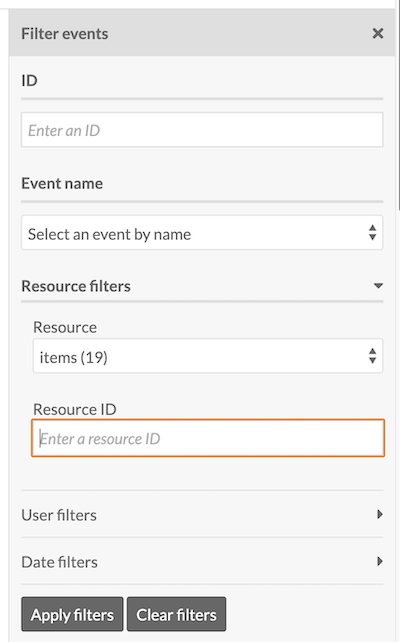 Filter events
ID
Enter an ID
Event name
Select an event by name
Resource filters
Resource
items (19)
Resource ID
Enter a resource ID
User filters
Date filters
Apply filters Clear filters